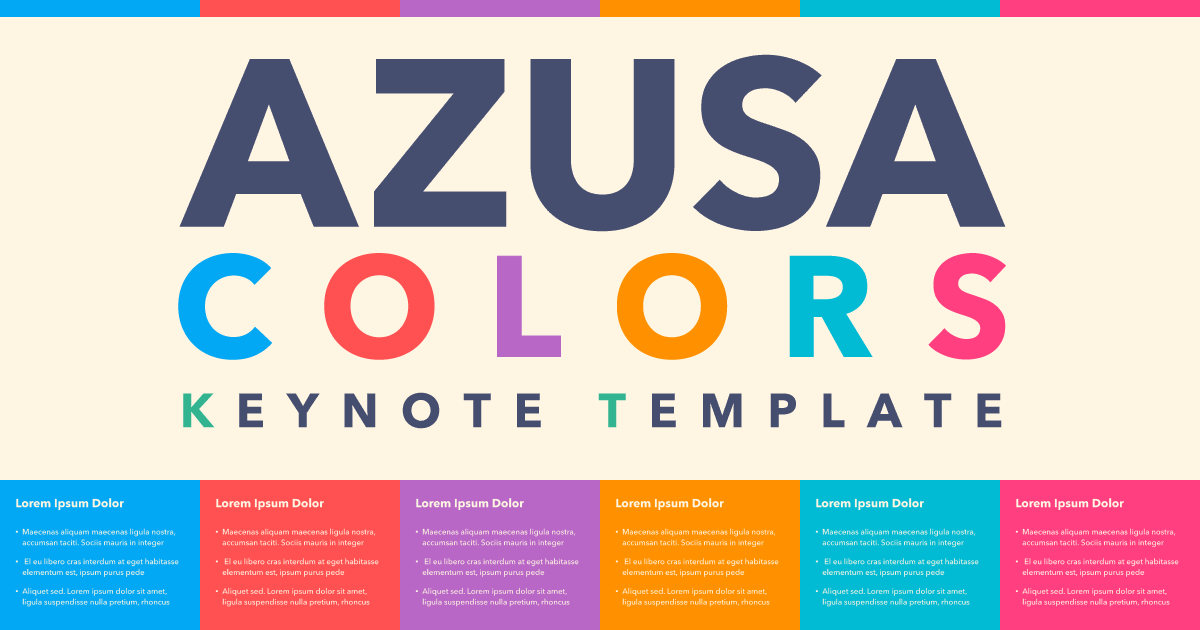 AZUSA
COLORS
KEYNOTE TEMPLATE
Lorem Ipsum Dolor
• Maecenas aliquam maecenas ligula nostra,
accumsan taciti. Sociis mauris in integer
• El eu libero cras interdum at eget habitasse
elementum est, ipsum purus pede
• Aliquet sed. Lorem ipsum dolor sit amet,
ligula suspendisse nulla pretium, rhoncus
Lorem Ipsum Dolor
• Maecenas aliquam maecenas ligula nostra,
accumsan taciti. Sociis mauris in integer
• El eu libero cras interdum at eget habitasse
elementum est, ipsum purus pede
• Aliquet sed. Lorem ipsum dolor sit amet,
ligula suspendisse nulla pretium, rhoncus
Lorem Ipsum Dolor
• Maecenas aliquam maecenas ligula nostra,
accumsan taciti. Sociis mauris in integer
• El eu libero cras interdum at eget habitasse
elementum est, ipsum purus pede
• Aliquet sed. Lorem ipsum dolor sit amet,
ligula suspendisse nulla pretium, rhoncus
Lorem Ipsum Dolor
• Maecenas aliquam maecenas ligula nostra,
accumsan taciti. Sociis mauris in integer
• El eu libero cras interdum at eget habitasse
elementum est, ipsum purus pede
• Aliquet sed. Lorem ipsum dolor sit amet,
ligula suspendisse nulla pretium, rhoncus
Lorem Ipsum Dolor
• Maecenas aliquam maecenas ligula nostra,
accumsan taciti. Sociis mauris in integer
• El eu libero cras interdum at eget habitasse
elementum est, ipsum purus pede
• Aliquet sed. Lorem ipsum dolor sit amet,
ligula suspendisse nulla pretium, rhoncus
Lorem Ipsum Dolor
• Maecenas aliquam maecenas ligula nostra,
accumsan taciti. Sociis mauris in integer
• El eu libero cras interdum at eget habitasse
elementum est, ipsum purus pede
• Aliquet sed. Lorem ipsum dolor sit amet,
ligula suspendisse nulla pretium, rhoncus